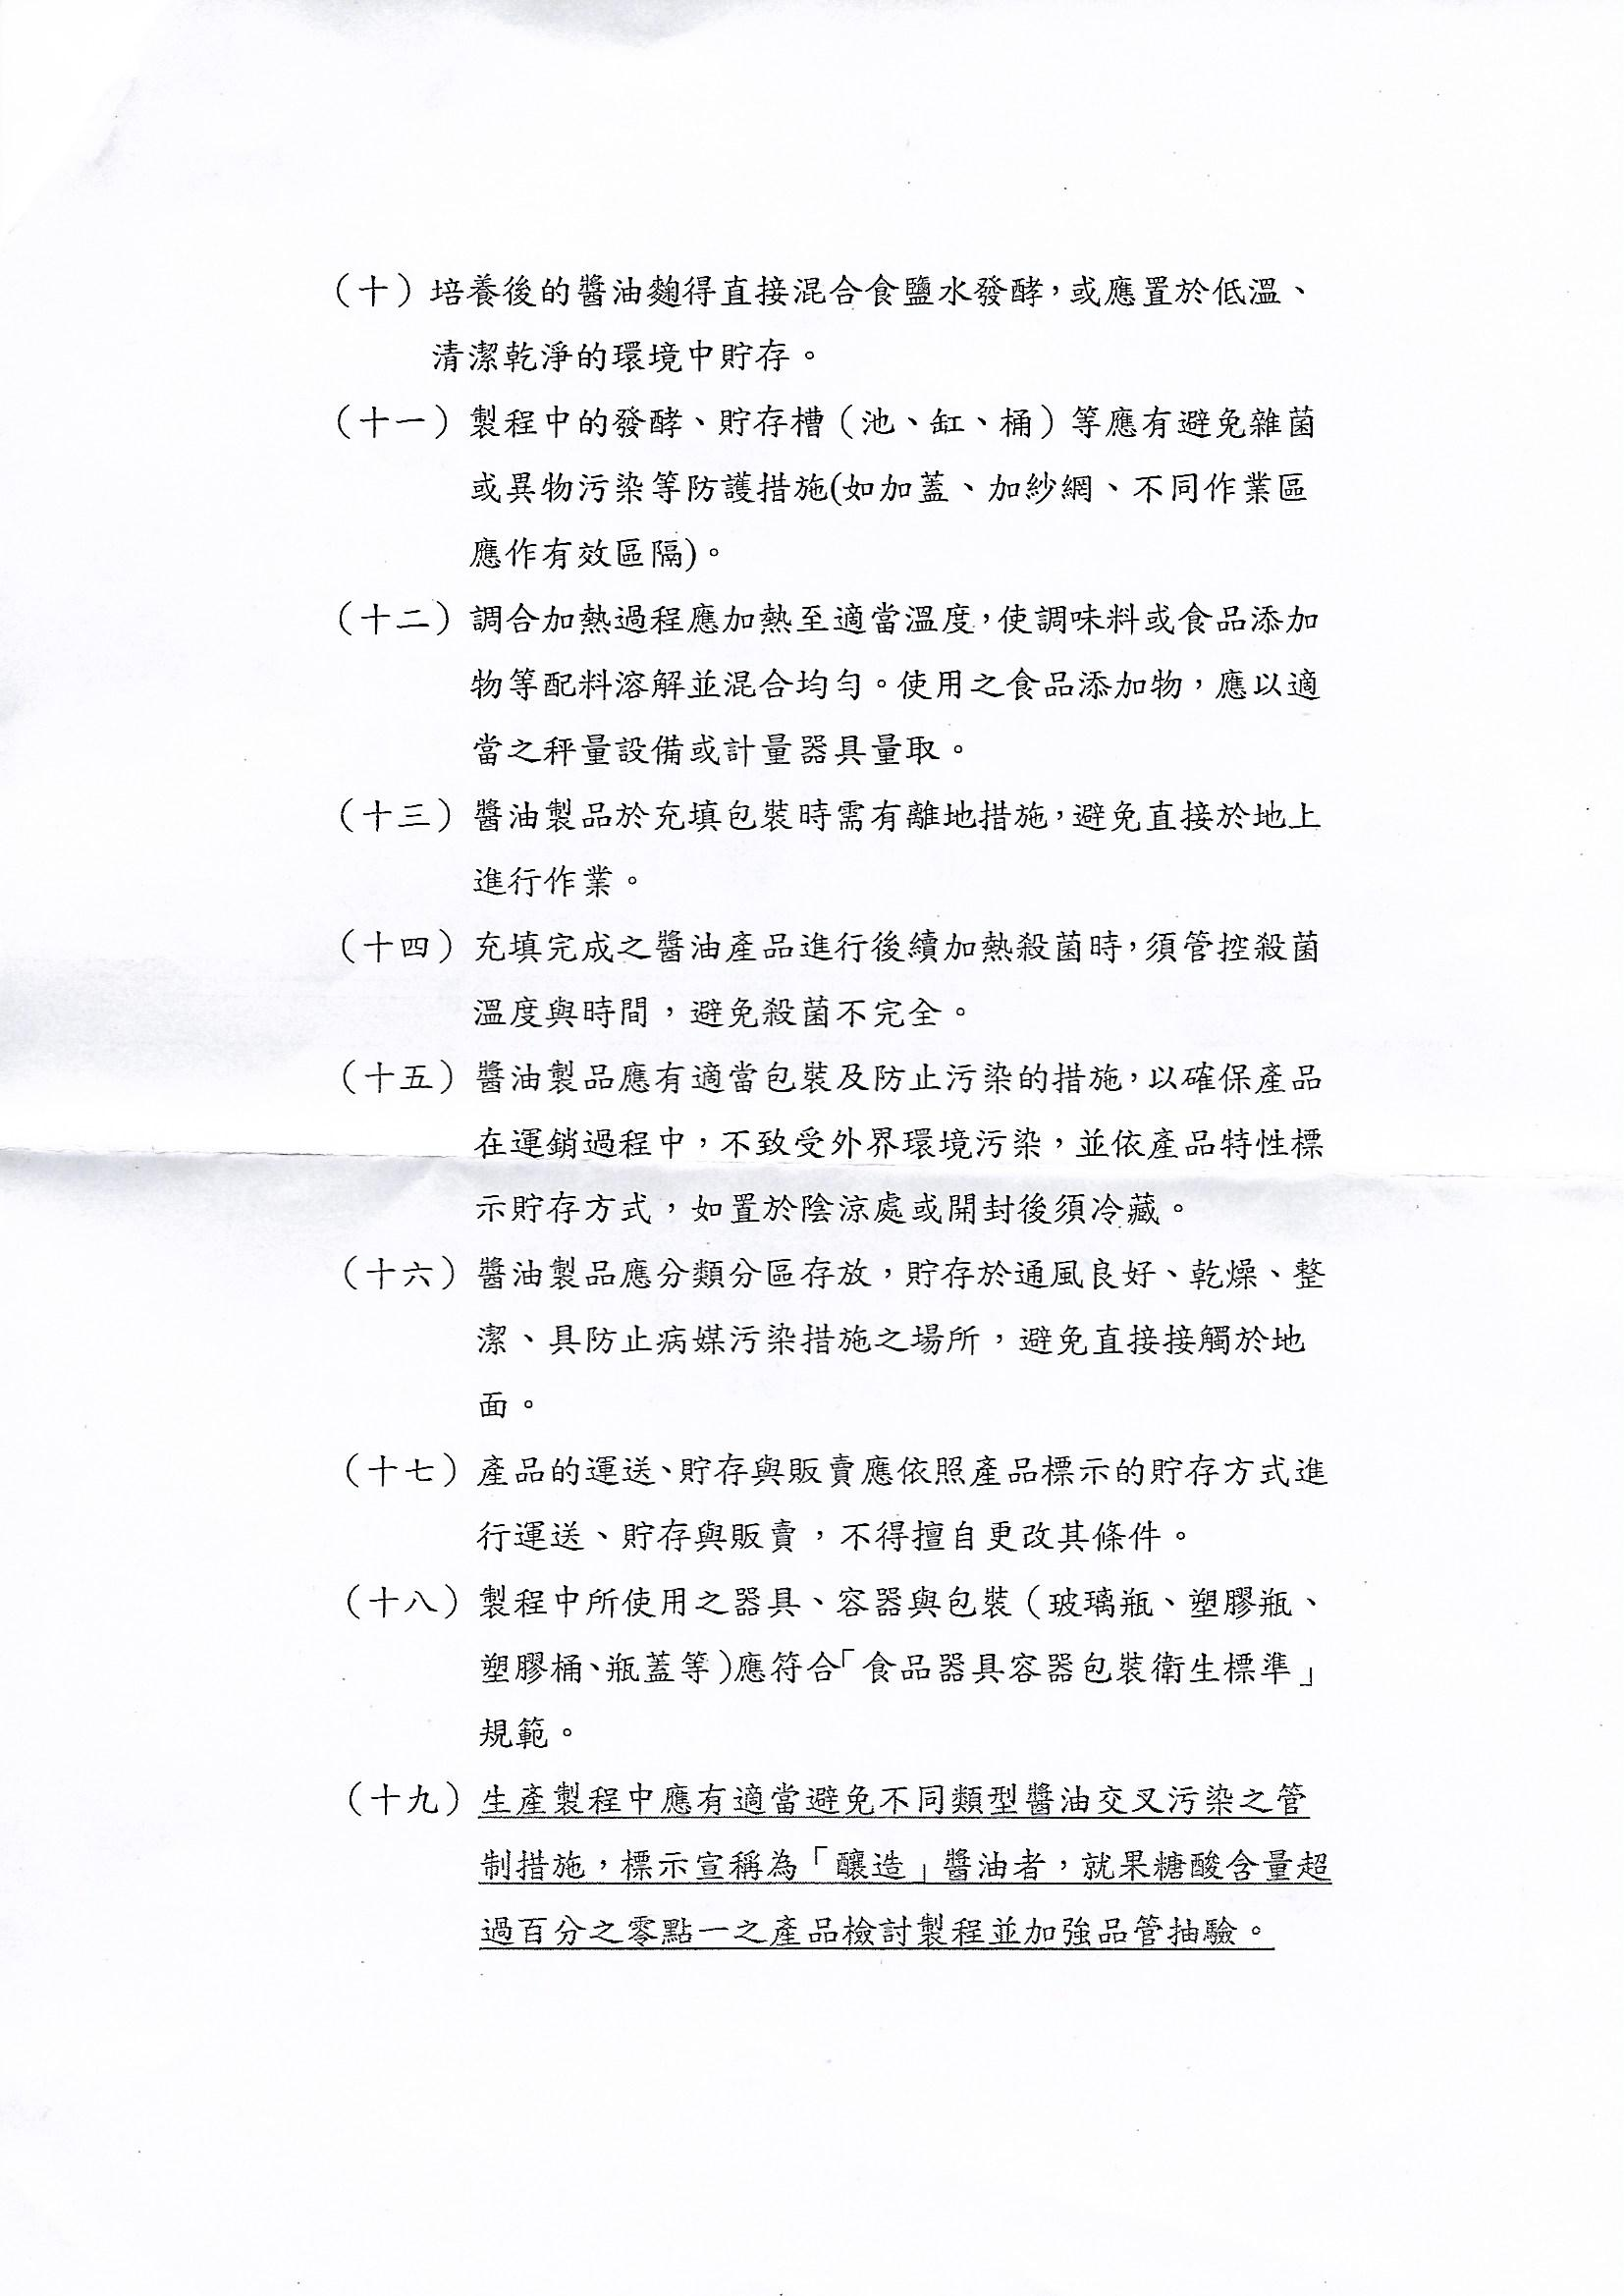 （十）培養後的醬油麴得直接混合食鹽水發酵，或應置於低溫、
清潔乾淨的環境中貯存。
（十一）製程中的發酵、貯存槽（池、缸、桶）等應有避免雜菌
或異物污染等防護措施(如加蓋、加紗網、不同作業區
應作有效區隔)。
（十二）調合加熱過程應加熱至適當溫度，使調味料或食品添加
物等配料溶解並混合均勻。使用之食品添加物，應以適
當之秤量設備或計量器具量取。
（十三）醬油製品於充填包裝時需有離地措施，避免直接於地上
進行作業。
（十四）充填完成之醬油產品進行後續加熱殺菌時，須管控殺菌
溫度與時間，避免殺菌不完全。
（十五）醬油製品應有適當包裝及防止污染的措施，以確保產品
在運銷過程中，不致受外界環境污染，並依產品特性標
示貯存方式，如置於陰涼處或開封後須冷藏。
（十六）醬油製品應分類分區存放，貯存於通風良好、乾燥、整
潔、具防止病媒污染措施之場所，避免直接接觸於地
面。
（十七）產品的運送、貯存與販賣應依照產品標示的貯存方式進
行運送、貯存與販賣，不得擅自更改其條件。
（十八）製程中所使用之器具、容器與包裝（玻璃瓶、塑膠瓶、
塑膠桶、瓶蓋等)應符合「食品器具容器包裝衛生標準」
規範。
（十九）生產製程中應有適當避免不同類型醬油交叉污染之管
制措施，標示宣稱為「釀造」醬油者，就果糖酸含量超
過百分之零點一之產品檢討製程並加強品管抽驗。